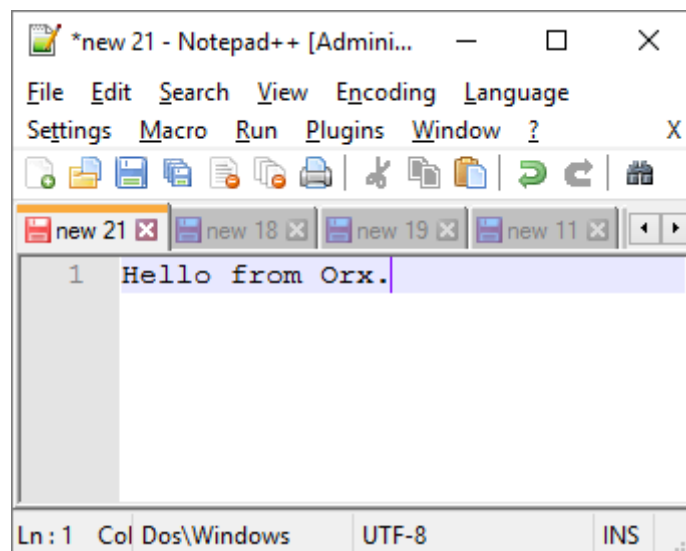 *new 21 - Notepad++ [Admini...
File Edit Search View Encoding Language
Settings Macro Run Plugins Window ? X
new 21 new 18 new 19 new 11
1 Hello from Orx.
Ln : 1 Col Dos\Windows UTF-8 INS